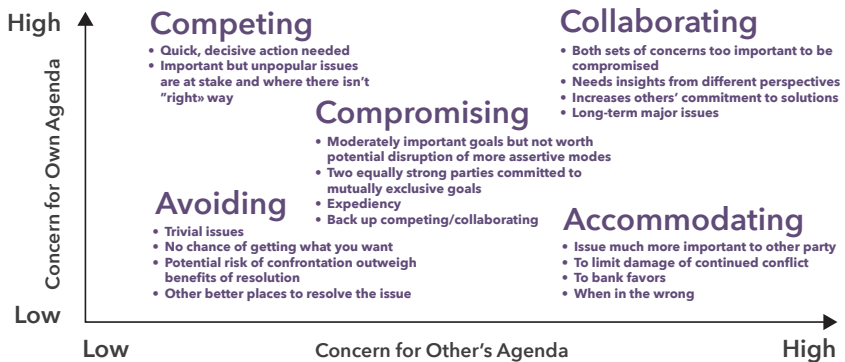 High
Concern for Own Agenda
Low
Competing
• Quick, decisive action needed
• Important but unpopular issues
are at stake and where there isn't
"right» way
Collaborating
• Both sets of concerns too important to be
compromised
• Needs insights from different perspectives
• Increases others' commitment to solutions
• Long-term major issues
Compromising
• Moderately important goals but not worth
potential disruption of more assertive modes
• Two equally strong parties committed to
mutually exclusive goals
• Expediency
• Back up competing/collaborating
Avoiding
• Trivial issues
• No chance of getting what you want
• Potential risk of confrontation outweigh
benefits of resolution
• Other better places to resolve the issue
Accommodating
• Issue much more important to other party
• To limit damage of continued conflict
• To bank favors
• When in the wrong
Low
Concern for Other's Agenda
High